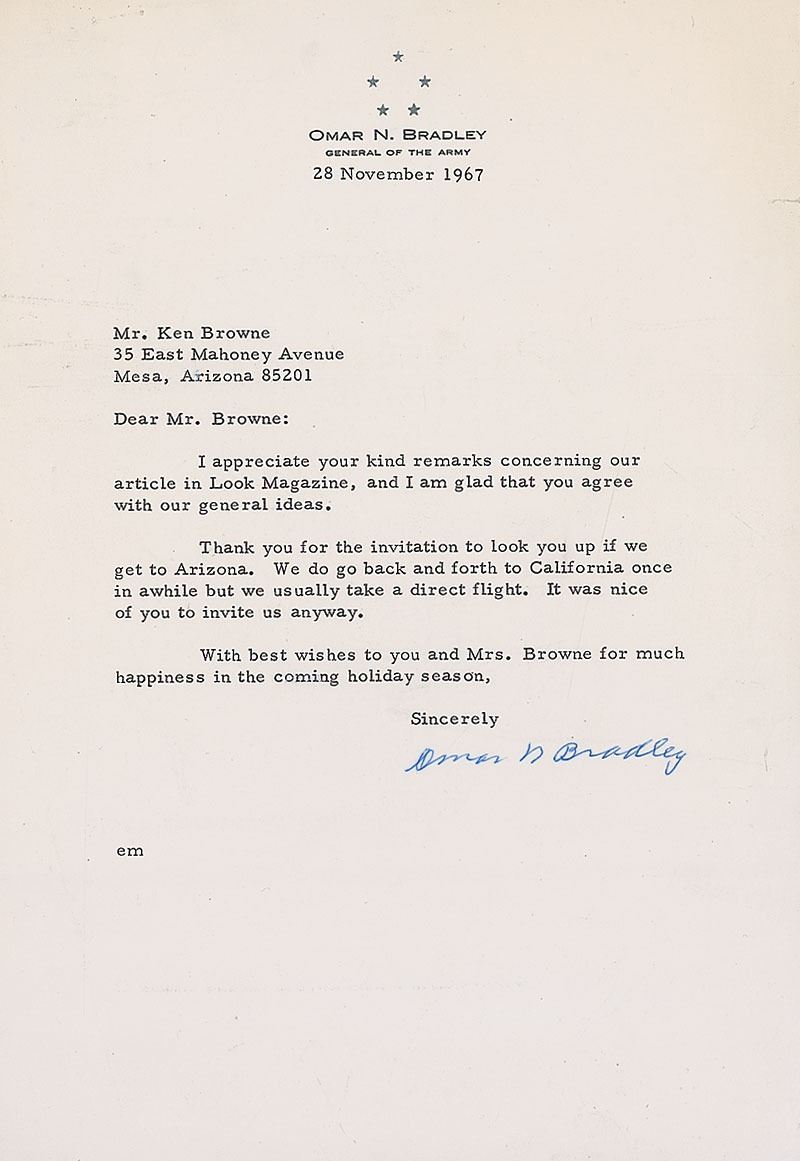 OMAR N. BRADLEY
GENERAL OF THE ARMY
28 November 1967
Mr. Ken Browne
35 East Mahoney Avenue
Mesa, Arizona 85201
Dear Mr. Browne:
I appreciate your kind remarks concerning our
article in Look Magazine, and I am glad that you agree
with our general ideas.
Thank you for the invitation to look you up if we
get to Arizona. We do go back and forth to California once
in awhile but we usually take a direct flight. It was nice
of you to invite us anyway.
With best wishes to you and Mrs. Browne for much
happiness in the coming holiday season,
Sincerely
Omar N Bradley
em